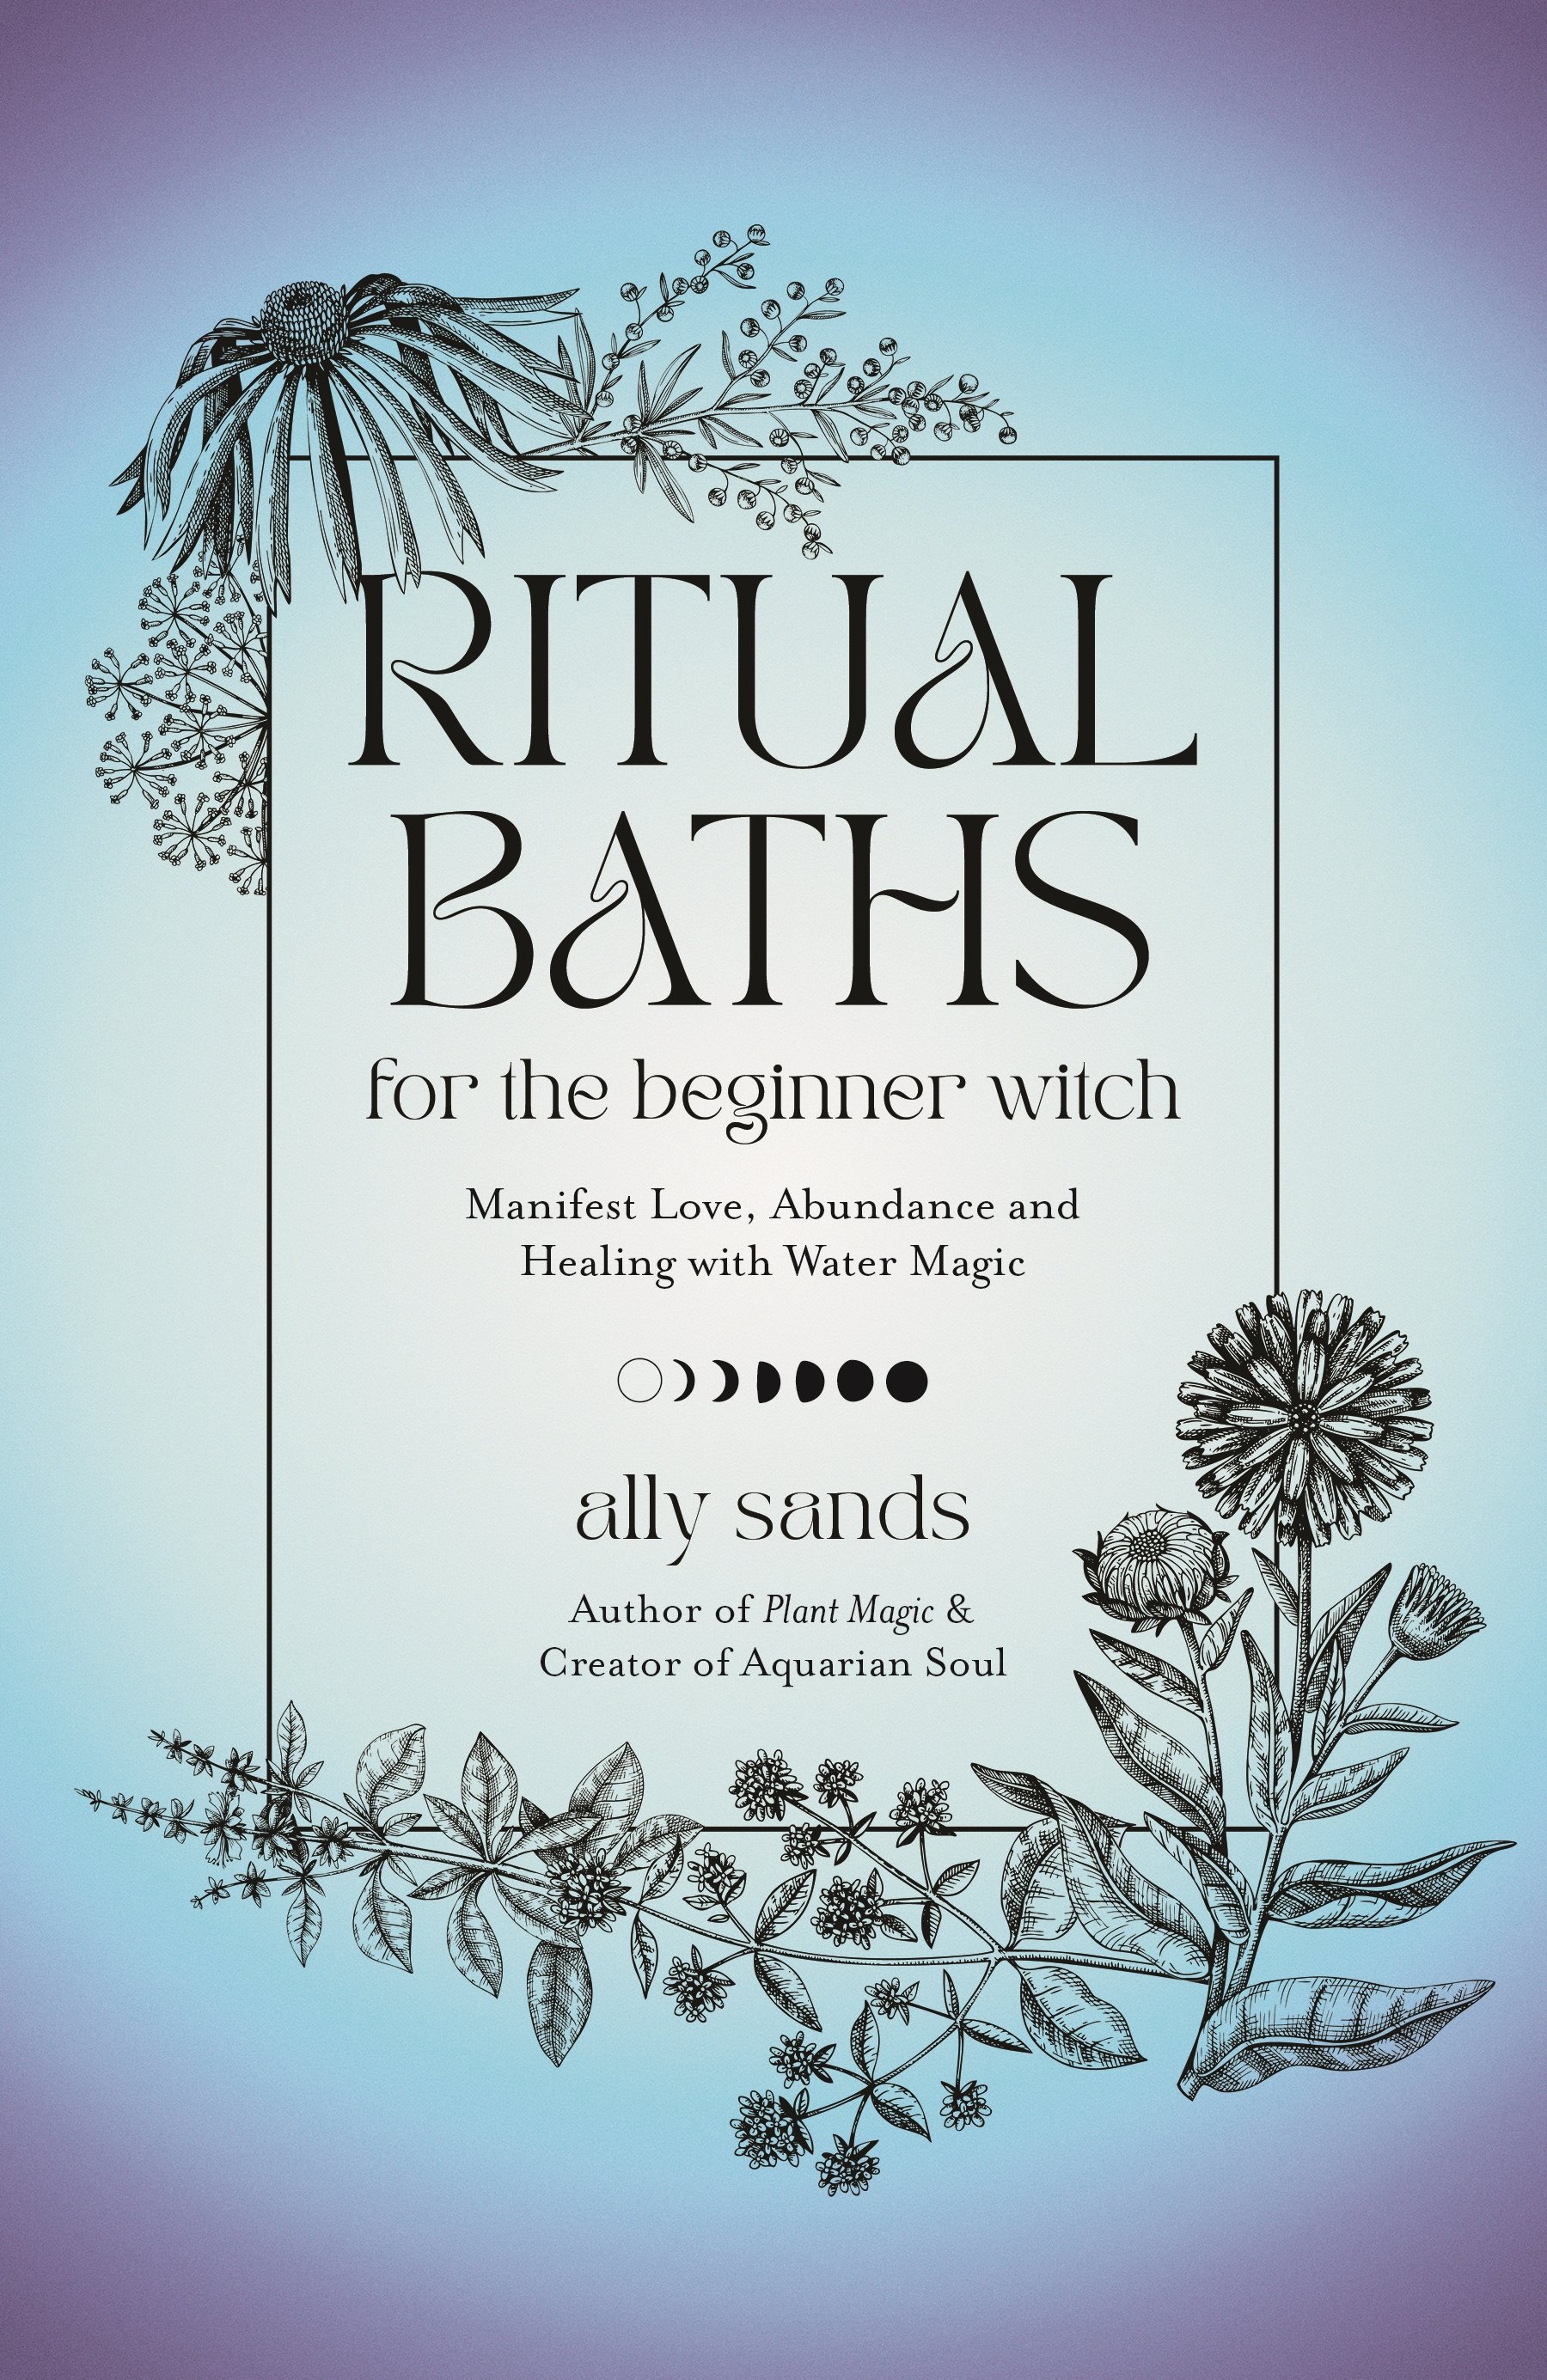 RITUAL
BATHS
for the beginner witch
Manifest Love, Abundance and
Healing with Water Magic
ally sands
Author of Plant Magic &
Creator of Aquarian Soul